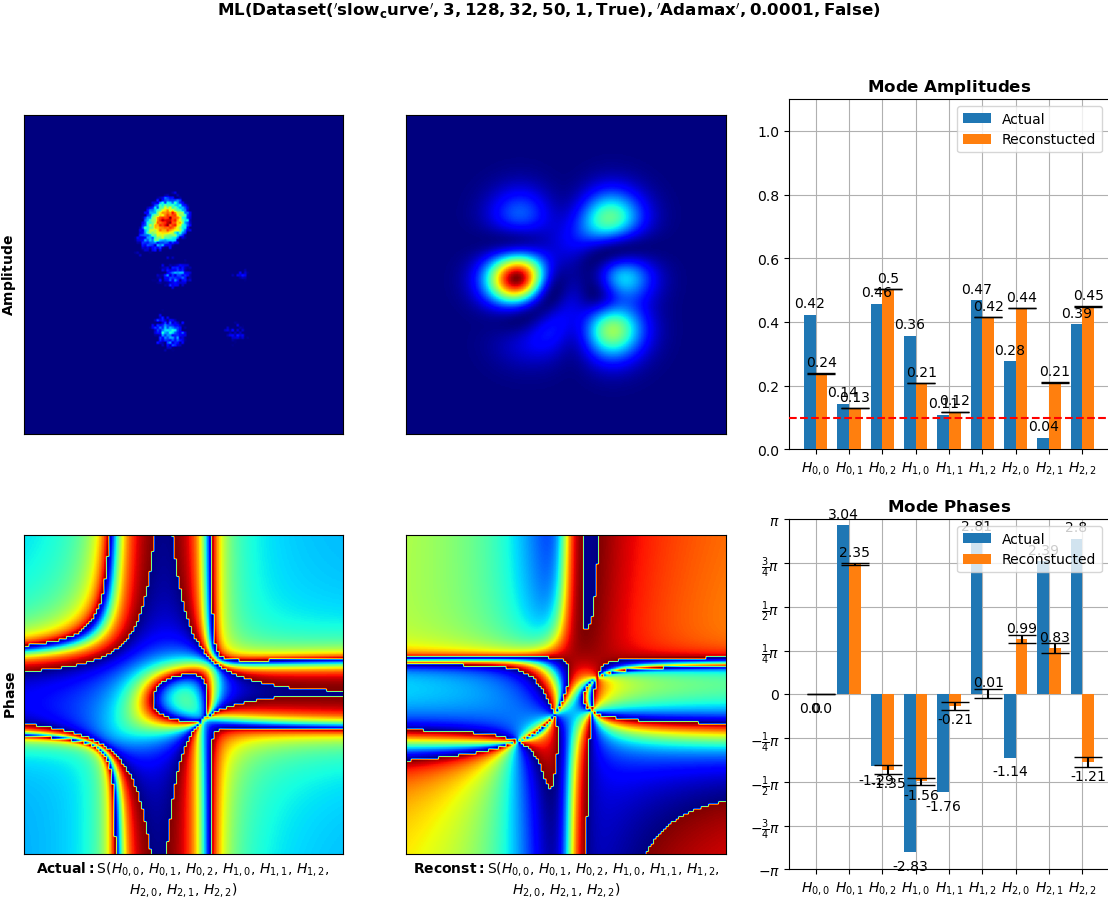 ML(Dataset('slow_curve', 3, 128, 32, 50, 1, True), 'Adamax', 0.0001, False)
Amplitude
Mode Amplitudes
Actual
Reconstucted
1.0
0.8
0.6
0.4
0.2
0.0
0.42
0.24
0.14
0.13
0.46
0.5
0.36
0.21
0.11
0.12
0.47
0.42
0.28
0.44
0.04
0.21
0.39
0.45
H0,0 H0,1 H0,2 H1,0 H1,1 H1,2 H2,0 H2,1 H2,2
Phase
Mode Phases
Actual
Reconstucted
π
3/4π
1/2π
1/4π
0
−1/4π
−1/2π
−3/4π
−π
0.0
0.0
3.04
2.35
-1.29
-1.35
-2.83
-1.56
-1.76
-0.21
2.81
0.01
-1.14
0.99
2.39
0.83
2.8
-1.21
H0,0 H0,1 H0,2 H1,0 H1,1 H1,2 H2,0 H2,1 H2,2
Actual: S(H0,0, H0,1, H0,2, H1,0, H1,1, H1,2,
H2,0, H2,1, H2,2)
Reconst: S(H0,0, H0,1, H0,2, H1,0, H1,1, H1,2,
H2,0, H2,1, H2,2)